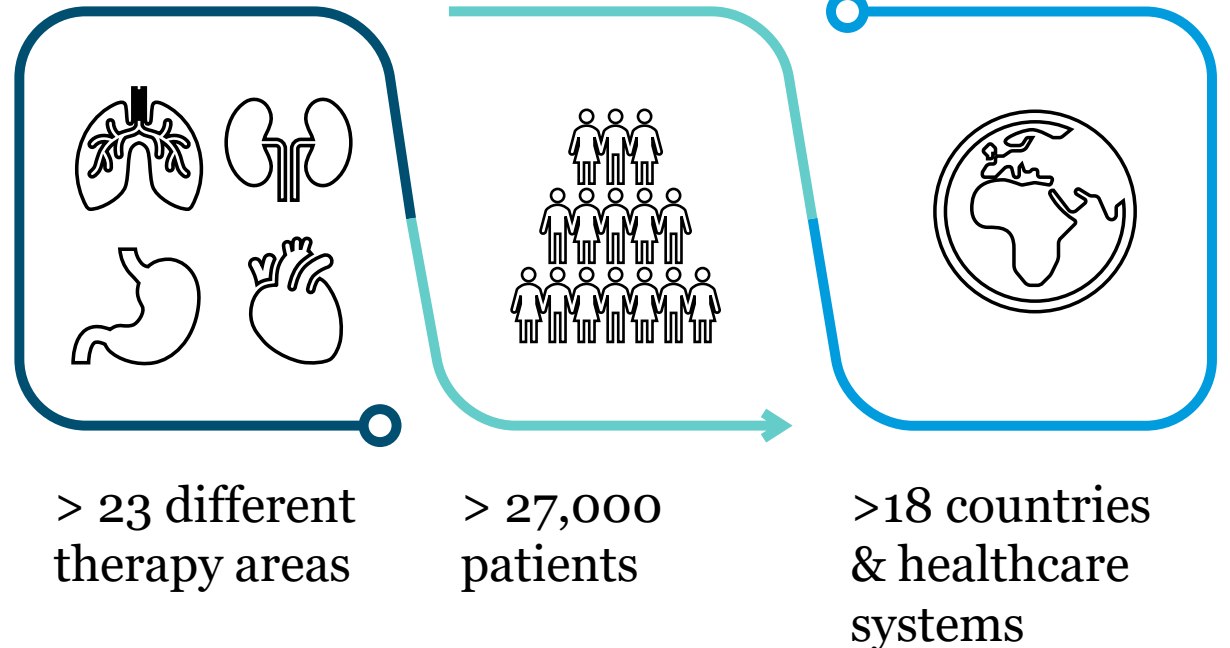 > 23 different
therapy areas
> 27,000
patients
>18 countries
& healthcare
systems